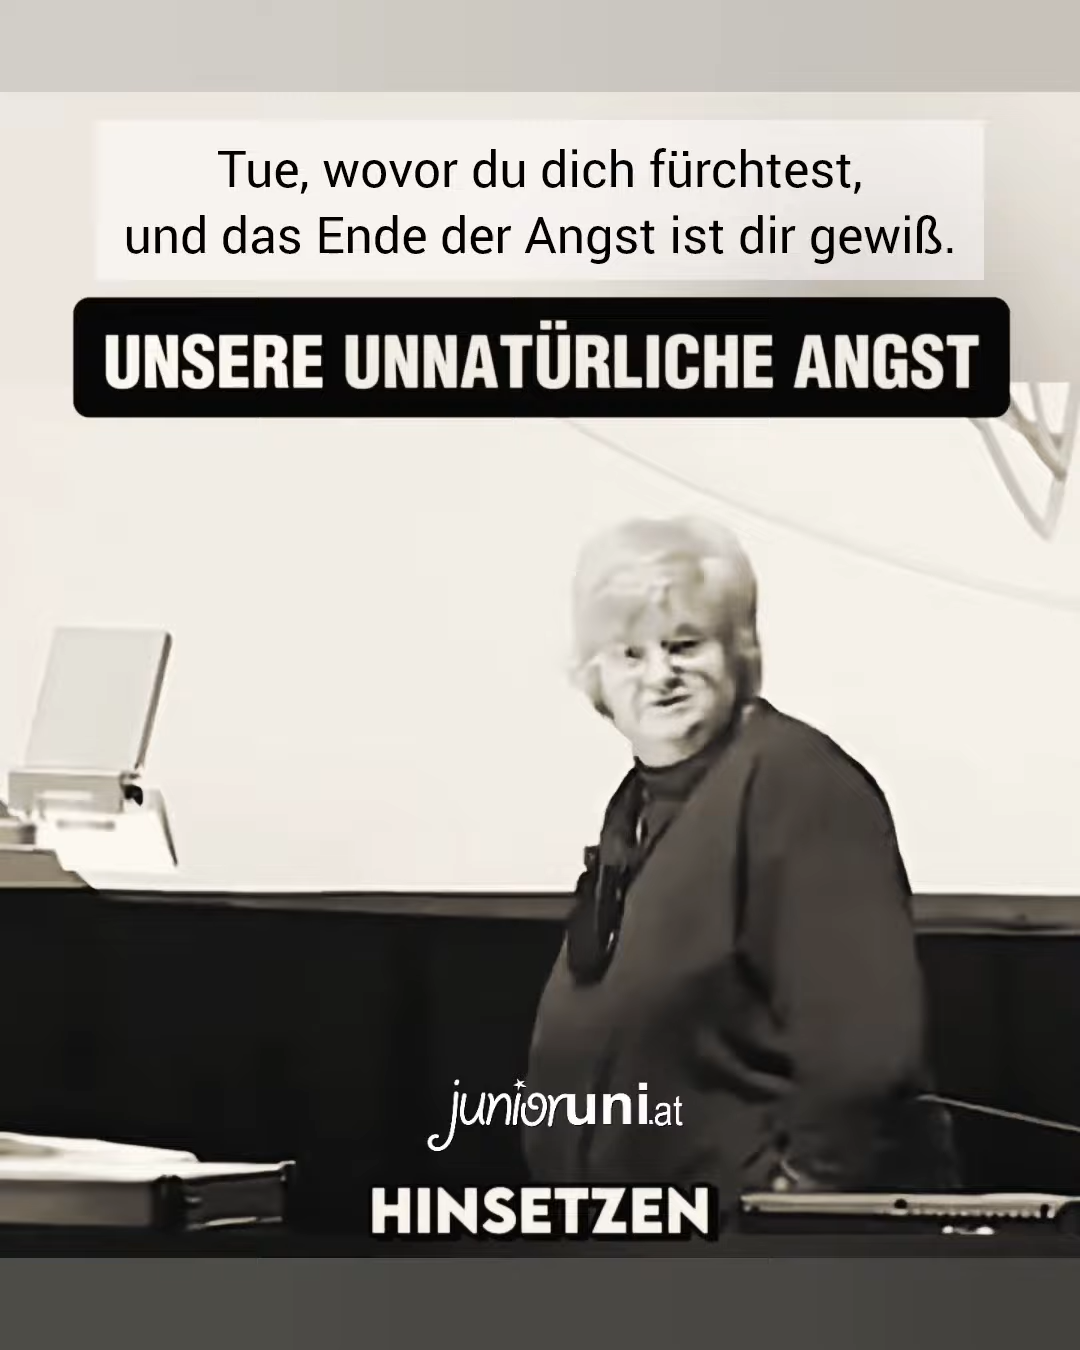 Tue, wovor du dich fürchtest,
und das Ende der Angst ist dir gewiß.
UNSERE UNNATÜRLICHE ANGST
junioruni.at
HINSETZEN